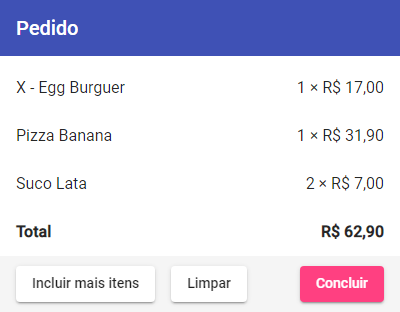 Pedido
X - Egg Burguer 1 × R$ 17,00
Pizza Banana 1 × R$ 31,90
Suco Lata 2 × R$ 7,00
Total R$ 62,90
Incluir mais itens Limpar Concluir